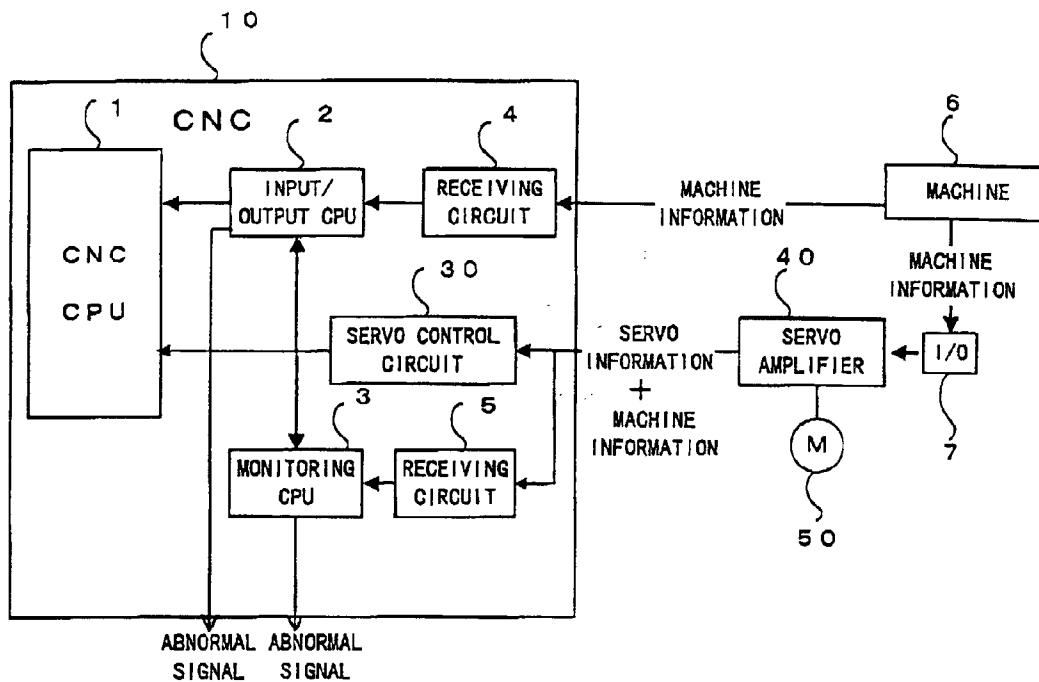 10
CNC
1
2
4
6
INPUT/
OUTPUT CPU
RECEIVING
CIRCUIT
MACHINE
INFORMATION
MACHINE
CNC
CPU
30
40
MACHINE
INFORMATION
SERVO CONTROL
CIRCUIT
SERVO
INFORMATION
+
MACHINE
INFORMATION
SERVO
AMPLIFIER
I/O
7
3
5
MONITORING
CPU
RECEIVING
CIRCUIT
M
50
ABNORMAL
SIGNAL
ABNORMAL
SIGNAL